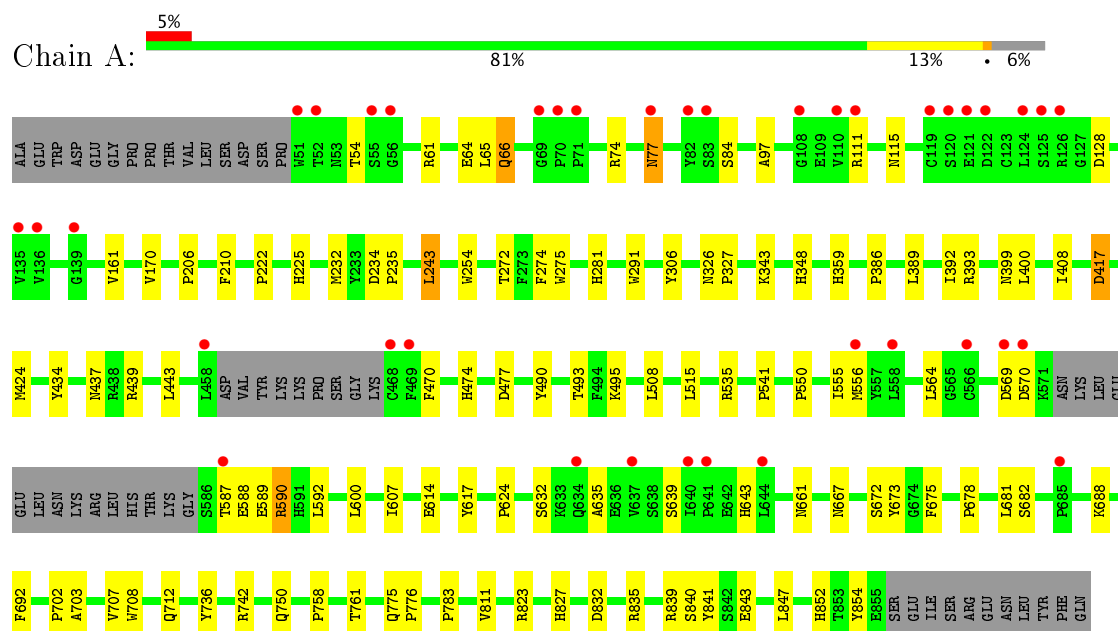 5%
Chain A:
81%
13%
•
6%
ALA GLU TRP ASP GLU GLY PRO PRO THR VAL LEU SER ASP SER PRO W51 T52 N53 T54 S55 G56 R61 E64 L65 Q66 G69 P70 P71 R74 N77 Y82 S83 S84 A97 G108 E109 V110 R111 N115 C119 S120 E121 D122 G123 L124 S125 R126 G127 D128
V135 V136 G139 V161 V170 P206 F210 P222 H225 M232 Y233 D234 P235 L243 W254 T272 F273 F274 W275 H281 W291 Y306 N326 P327 K343 H348 H359 P386 L389 I392 R393 N399 L400 I408 D417
M424 Y434 N437 R438 R439 L443 L458 ASP VAL TYR LYS LYS PRO SER GLY LYS C468 F469 F470 H474 D477 Y490 T493 F494 K495 L508 L515 R535 P541 P550 I555 M556 Y557 L558 L564 G565 C566 D569 D570 K571 ASN LYS LEU GLU
GLU LEU ASN LYS ARG LEU HIS THR LYS GLY S586 T587 E588 E589 R590 H591 L592 L600 I607 E614 Y617 P624 S632 K633 Q634 A635 E636 V637 S638 S639 I640 P641 E642 H643 L644 N661 N667 S672 Y673 G674 F675 P678 L681 S682 P685 K688
F692 P702 A703 V707 W708 Q712 Y736 R742 Q750 P758 T761 Q775 P776 P783 V811 R823 H827 D832 R835 R839 S840 Y841 S842 E843 L847 H852 T853 Y854 E855 SER GLU ILE SER ARG GLU ASN LEU TYR PHE GLN